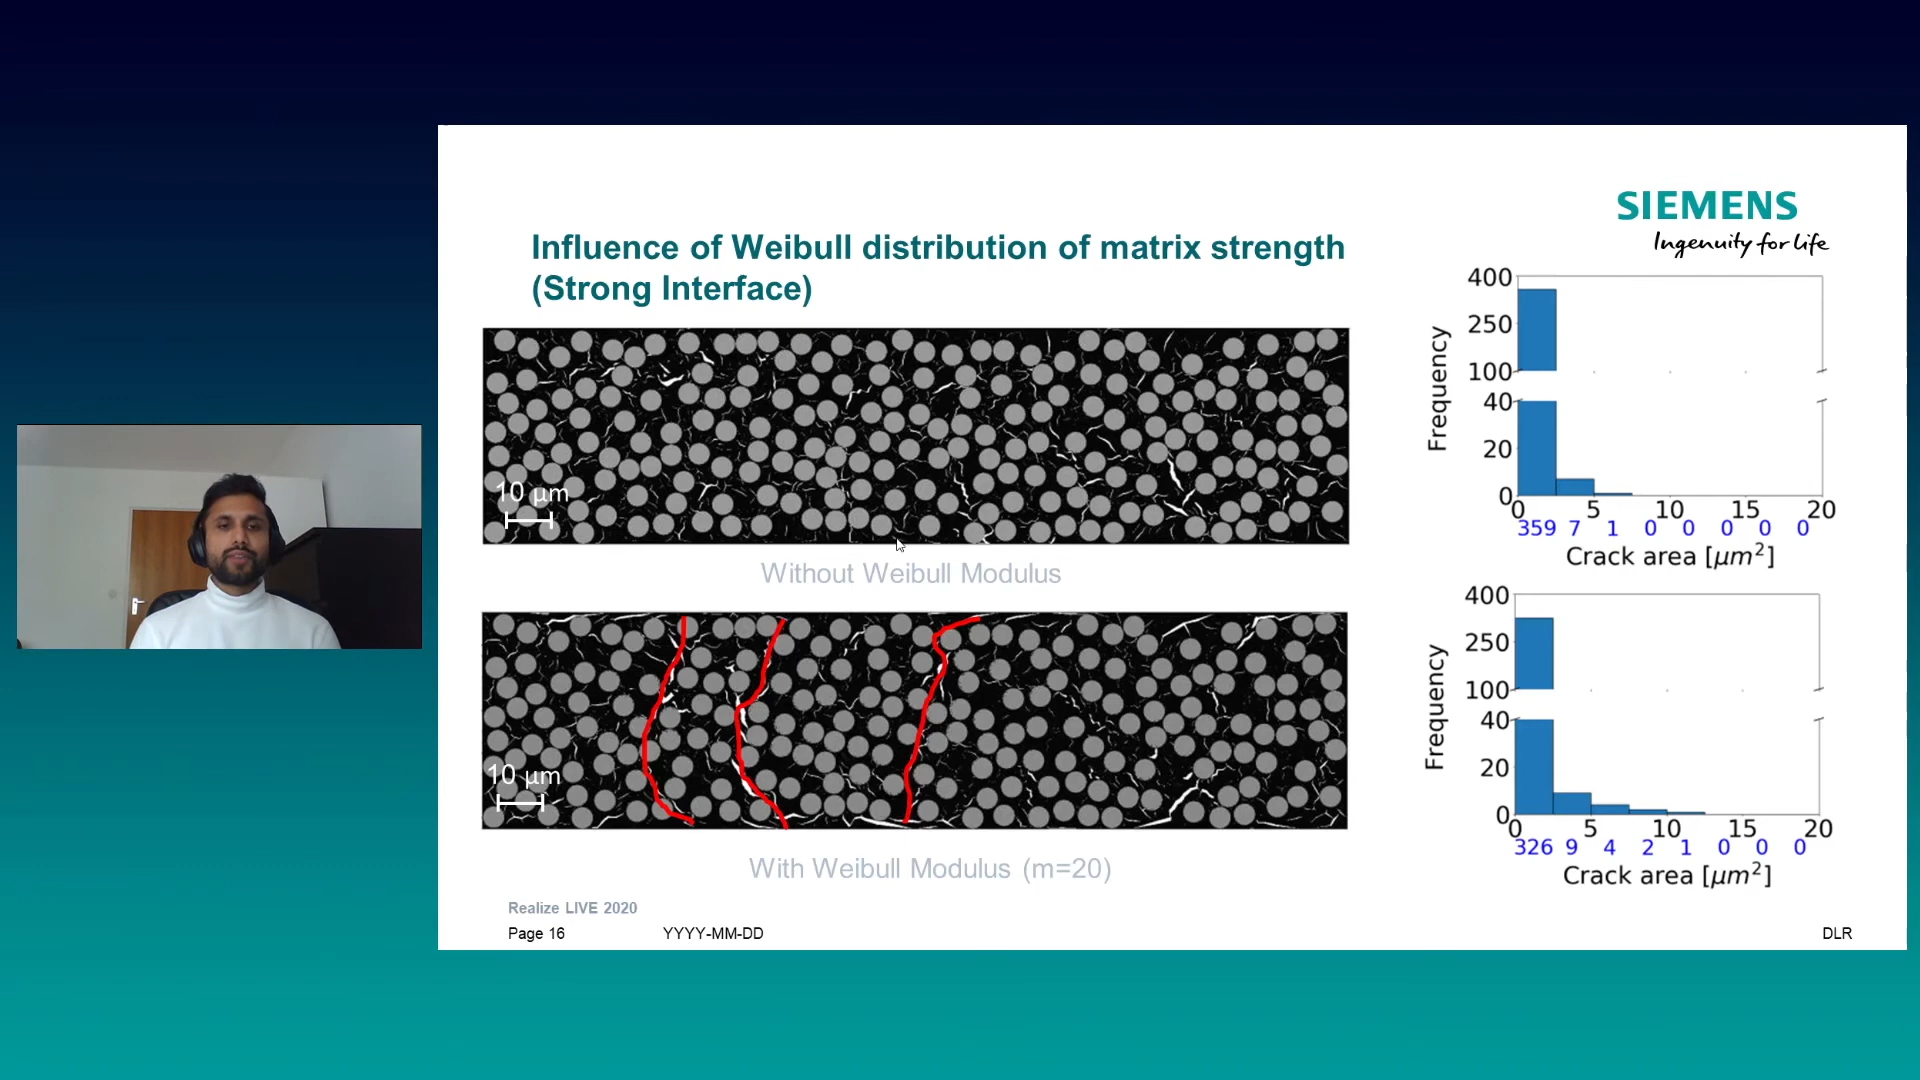 SIEMENS
Ingenuity for life
Influence of Weibull distribution of matrix strength
(Strong Interface)
10 µm
Without Weibull Modulus
10 µm
With Weibull Modulus (m=20)
400
250
100
40
20
0
Frequency
0 5 10 15 20
359 7 1 0 0 0 0 0
Crack area [µm²]
400
250
100
40
20
0
Frequency
0 5 10 15 20
326 9 4 2 1 0 0 0
Crack area [µm²]
Realize LIVE 2020
Page 16 YYYY-MM-DD DLR